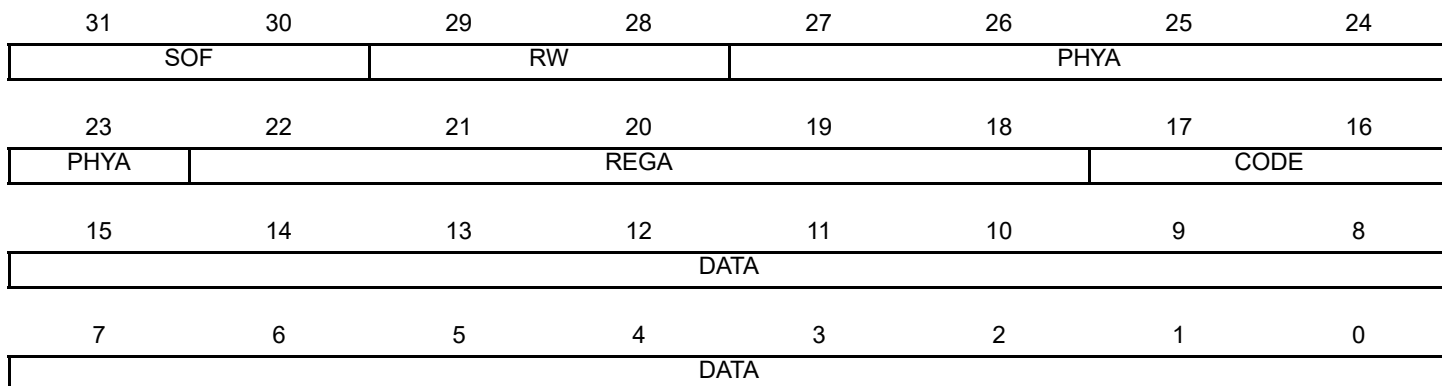 31 30 29 28 27 26 25 24
SOF RW PHYA
23 22 21 20 19 18 17 16
PHYA REGA CODE
15 14 13 12 11 10 9 8
DATA
7 6 5 4 3 2 1 0
DATA